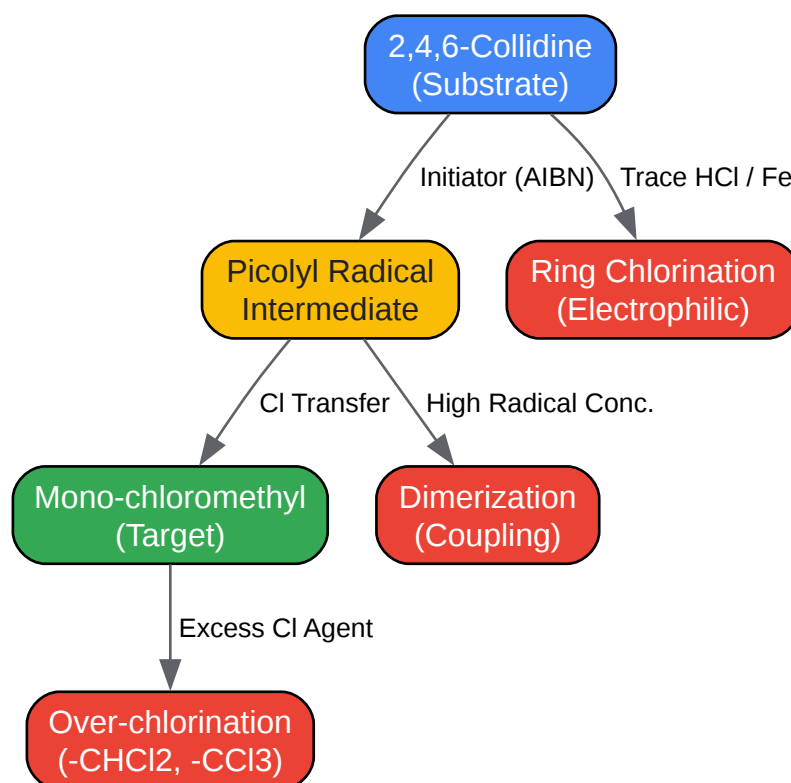 2,4,6-Collidine
(Substrate)
Initiator (AIBN)
Trace HCl / Fe
Picolyl Radical
Intermediate
Ring Chlorination
(Electrophilic)
Cl Transfer
High Radical Conc.
Mono-chloromethyl
(Target)
Dimerization
(Coupling)
Excess Cl Agent
Over-chlorination
(-CHCl2, -CCl3)